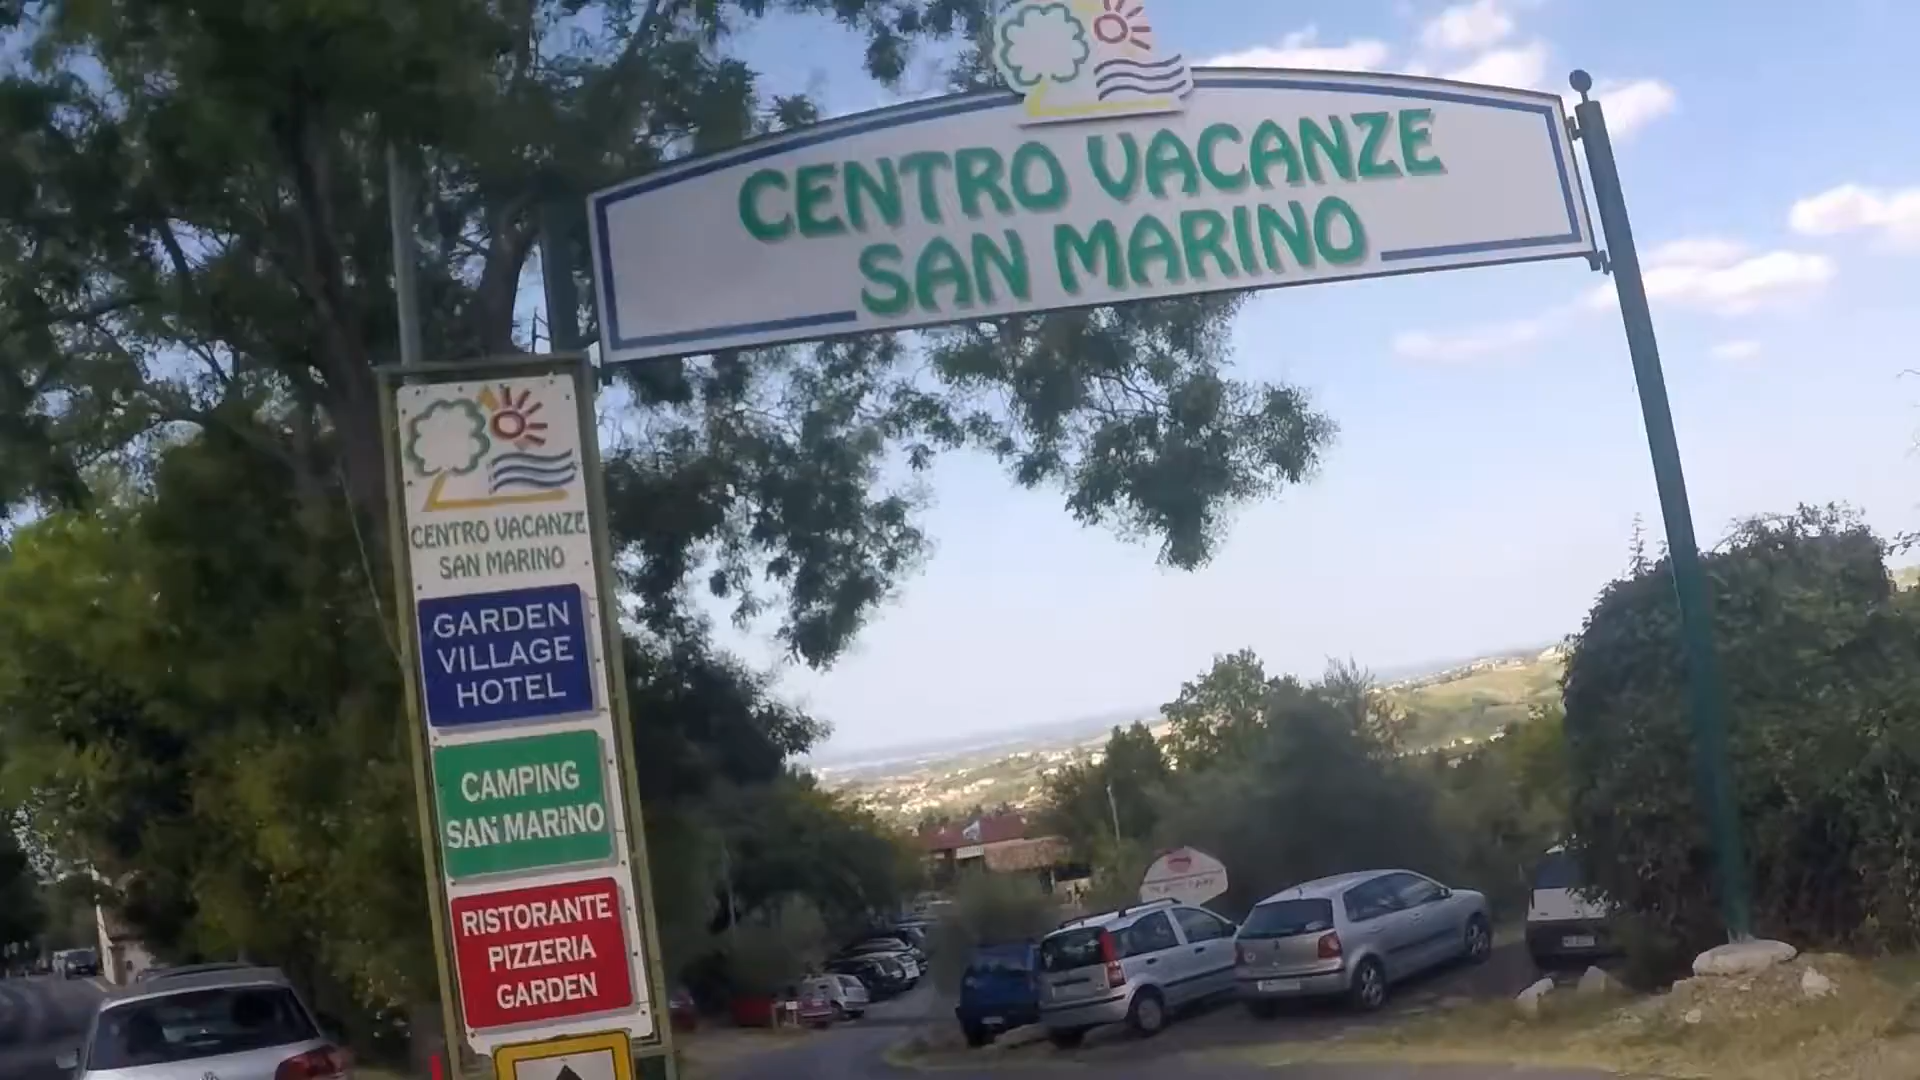 CENTRO VACANZE
SAN MARINO
CENTRO VACANZE
SAN MARINO
GARDEN
VILLAGE
HOTEL
CAMPING
SAN MARINO
RISTORANTE
PIZZERIA
GARDEN